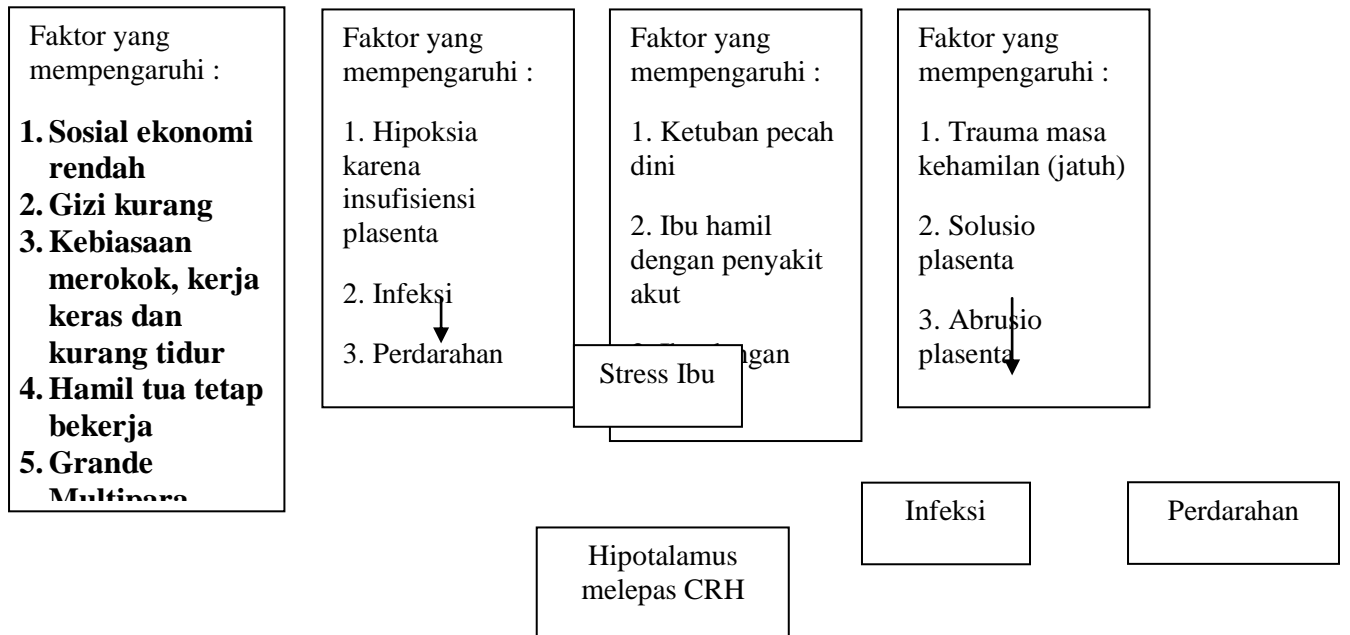 Faktor yang
mempengaruhi :
1. Sosial ekonomi
rendah
2. Gizi kurang
3. Kebiasaan
merokok, kerja
keras dan
kurang tidur
4. Hamil tua tetap
bekerja
5. Grande
Multipara
Faktor yang
mempengaruhi :
1. Hipoksia
karena
insufisiensi
plasenta
2. Infeksi
3. Perdarahan
Faktor yang
mempengaruhi :
1. Ketuban pecah
dini
2. Ibu hamil
dengan penyakit
akut
Faktor yang
mempengaruhi :
1. Trauma masa
kehamilan (jatuh)
2. Solusio
plasenta
3. Abrusio
plasenta
Stress Ibu
Infeksi
Perdarahan
Hipotalamus
melepas CRH